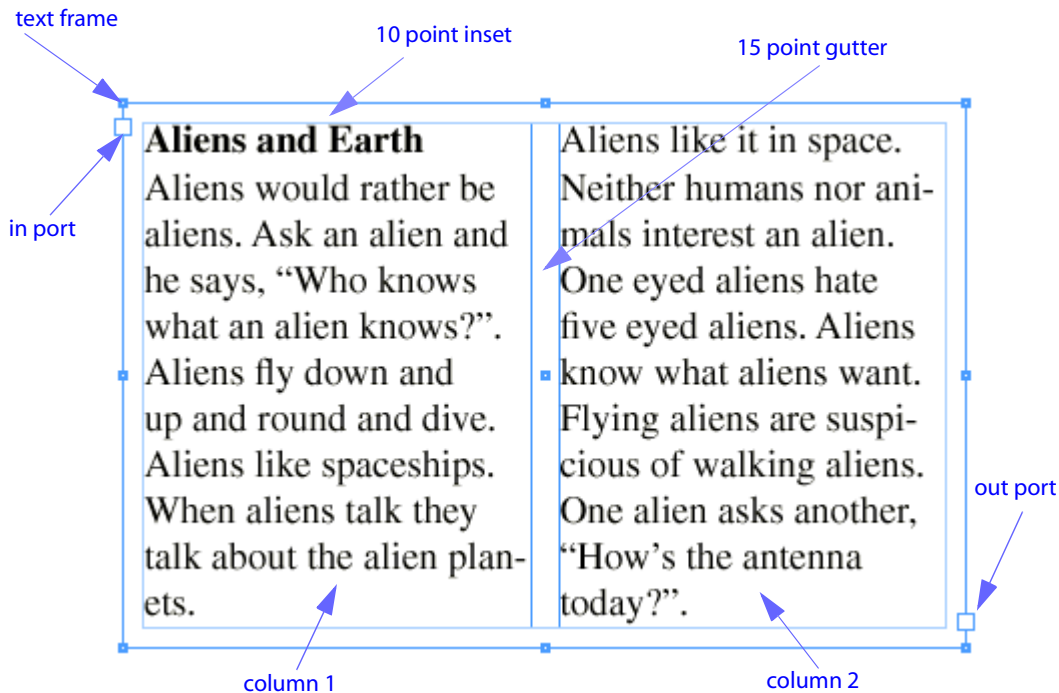 text frame
10 point inset
15 point gutter
in port
Aliens and Earth
Aliens would rather be
aliens. Ask an alien and
he says, “Who knows
what an alien knows?”.
Aliens fly down and
up and round and dive.
Aliens like spaceships.
When aliens talk they
talk about the alien plan-
ets.
Aliens like it in space.
Neither humans nor ani-
mals interest an alien.
One eyed aliens hate
five eyed aliens. Aliens
know what aliens want.
Flying aliens are suspi-
cious of walking aliens.
One alien asks another,
“How’s the antenna
today?”.
out port
column 1
column 2